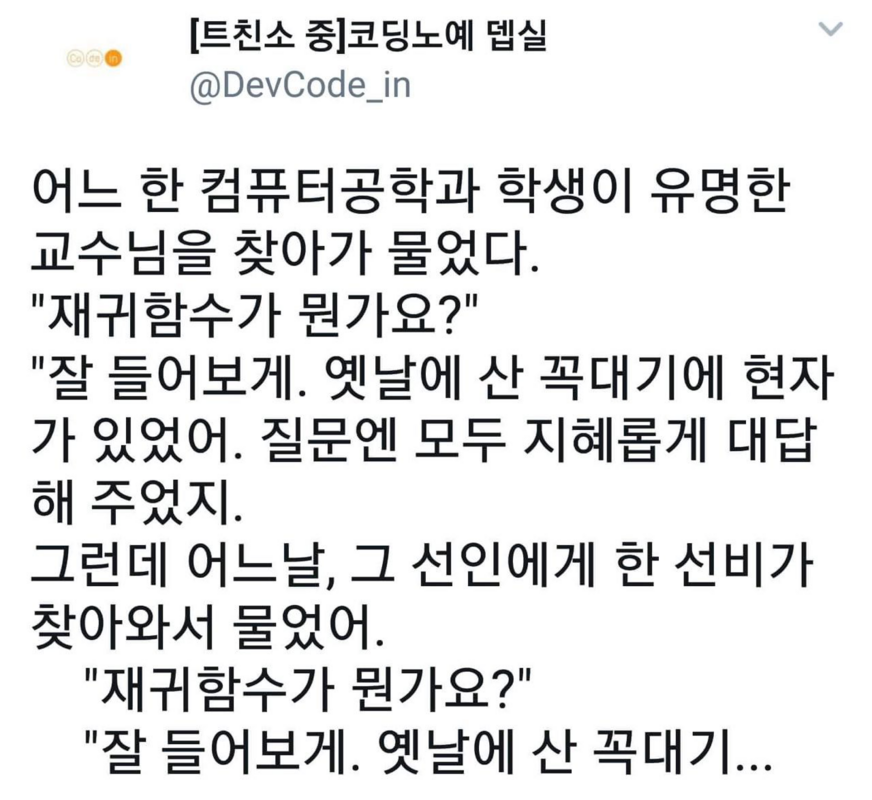 [트친소 중]코딩노예 뎁실
Co de in
@DevCode_in
어느 한 컴퓨터공학과 학생이 유명한
교수님을 찾아가 물었다.
"재귀함수가 뭔가요?"
"잘 들어보게. 옛날에 산 꼭대기에 현자
가 있었어. 질문엔 모두 지혜롭게 대답
해 주었지.
그런데 어느날, 그 선인에게 한 선비가
찾아와서 물었어.
"재귀함수가 뭔가요?"
"잘 들어보게. 옛날에 산 꼭대기...